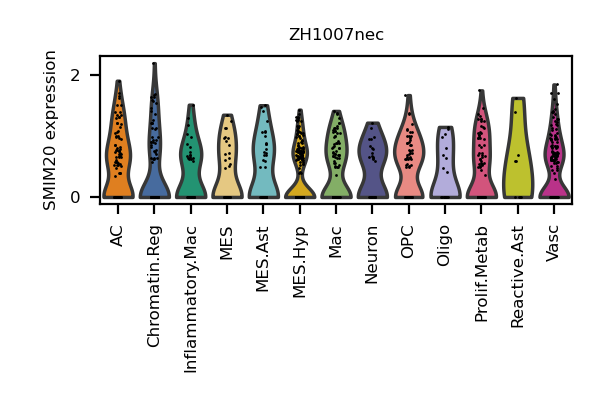 ZH1007nec
SMIM20 expression
2
0
AC
Chromatin.Reg
Inflammatory.Mac
MES
MES.Ast
MES.Hyp
Mac
Neuron
OPC
Oligo
Prolif.Metab
Reactive.Ast
Vasc